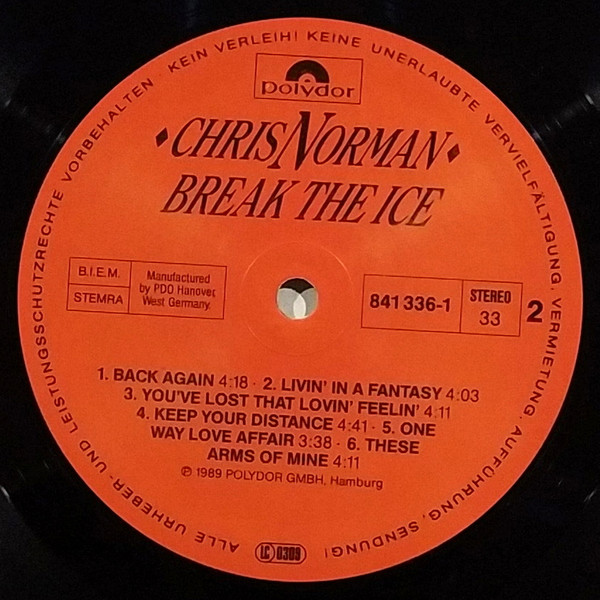 ALLE URHEBER- UND LEISTUNGSSCHUTZRECHTE VORBEHALTEN · KEIN VERLEIH! KEINE UNERLAUBTE VERVIELFÄLTIGUNG, VERMIETUNG, AUFFÜHRUNG, SENDUNG!
polydor
CHRIS NORMAN
BREAK THE ICE
B.I.E.M.
STEMRA
Manufactured
by PDO Hanover,
West Germany.
841 336-1
STEREO
33
2
1. BACK AGAIN 4:18 · 2. LIVIN' IN A FANTASY 4:03
3. YOU'VE LOST THAT LOVIN' FEELIN' 4:11
4. KEEP YOUR DISTANCE 4:41 · 5. ONE
WAY LOVE AFFAIR 3:38 · 6. THESE
ARMS OF MINE 4:11
℗ 1989 POLYDOR GMBH, Hamburg
LC 0309